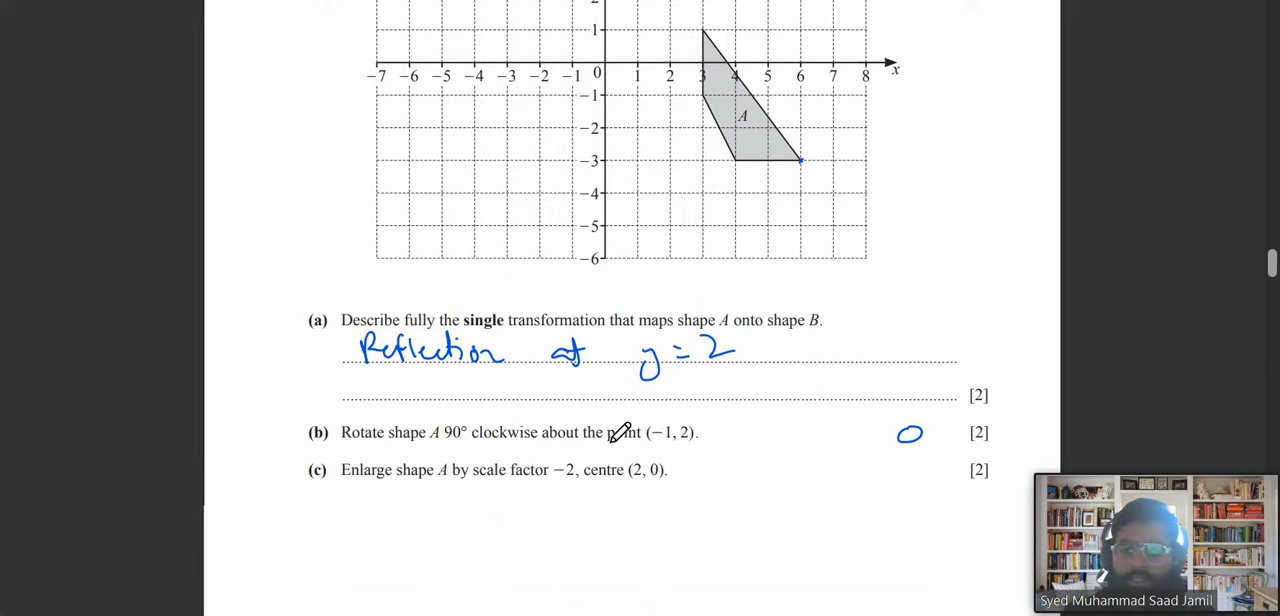 2
1
−7 −6 −5 −4 −3 −2 −1 0 1 2 3 4 5 6 7 8 x
−1
A
−2
−3
−4
−5
−6
(a) Describe fully the single transformation that maps shape A onto shape B.
Reflection at y = 2
[2]
(b) Rotate shape A 90° clockwise about the point (−1, 2). [2]
(c) Enlarge shape A by scale factor −2, centre (2, 0). [2]
Syed Muhammad Saad Jamil